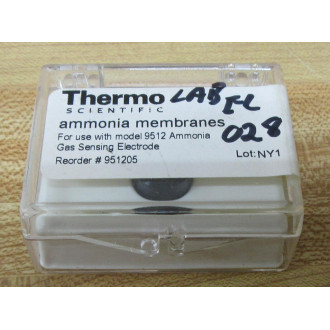 Thermo
SCIENTIFIC
LAB EL
028
ammonia membranes
For use with model 9512 Ammonia
Gas Sensing Electrode
Reorder # 951205
Lot: NY1